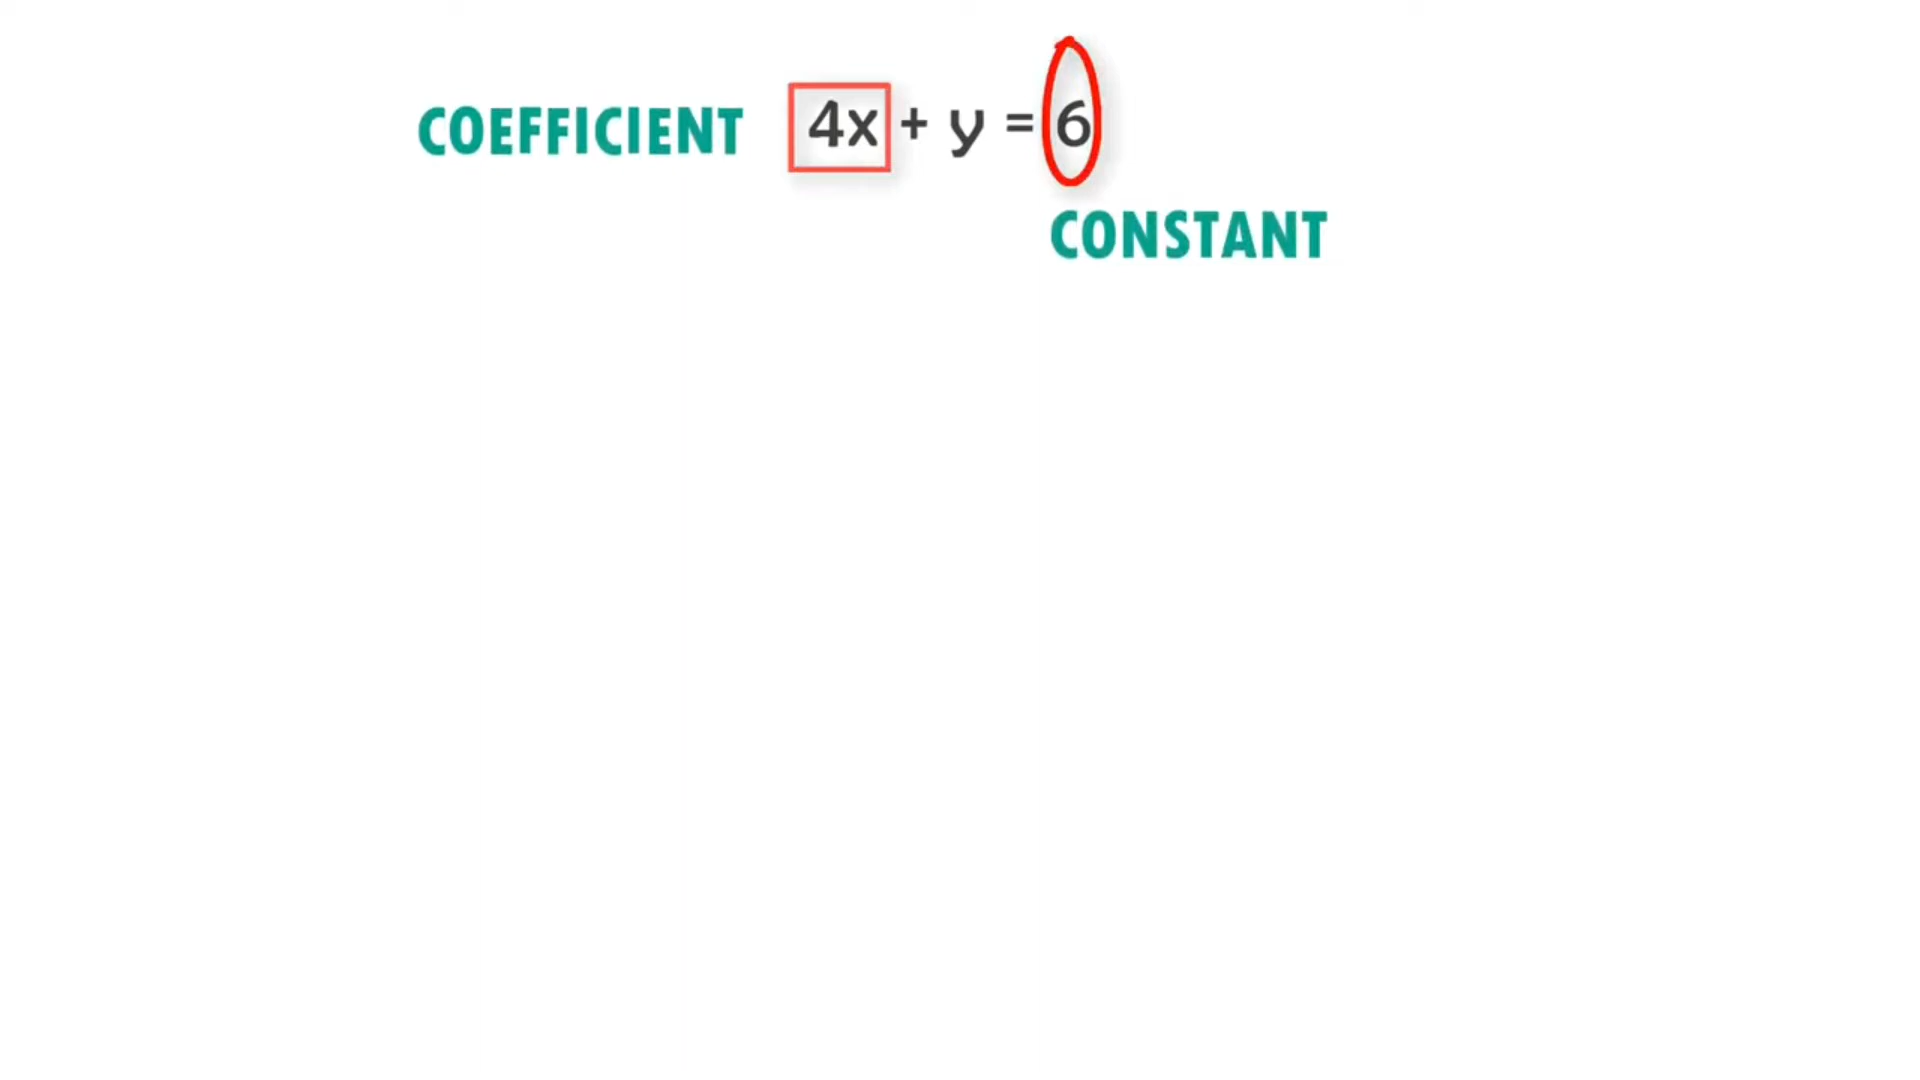 COEFFICIENT 4x + y = 6
CONSTANT